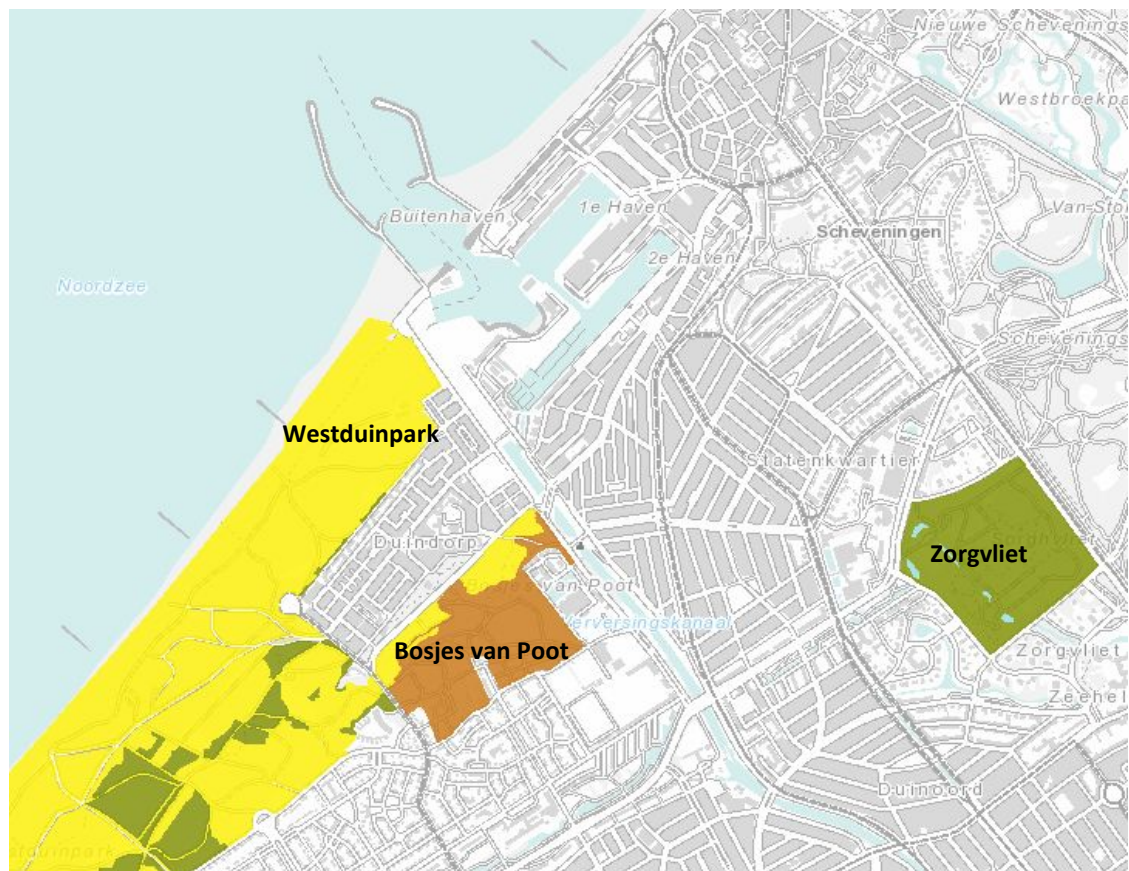 Nieuwe Schevenings
Westbroekpa
Buitenhaven
1e Haven
Van-Sto
Scheveningen
2e Haven
Noordzee
Schevenings
Westduinpark
Statenkwartier
Duindorp
Zorgvliet
Bosjes van Poot
Verversingskanaal
Bosjes van Poot
Zorgvliet
Zeehel
Duinoord
stduinpark